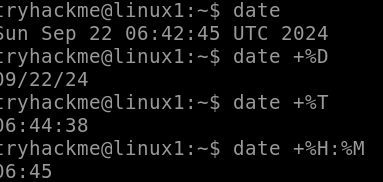 tryhackme@linux1:~$ date
Sun Sep 22 06:42:45 UTC 2024
tryhackme@linux1:~$ date +%D
09/22/24
tryhackme@linux1:~$ date +%T
06:44:38
tryhackme@linux1:~$ date +%H:%M
06:45